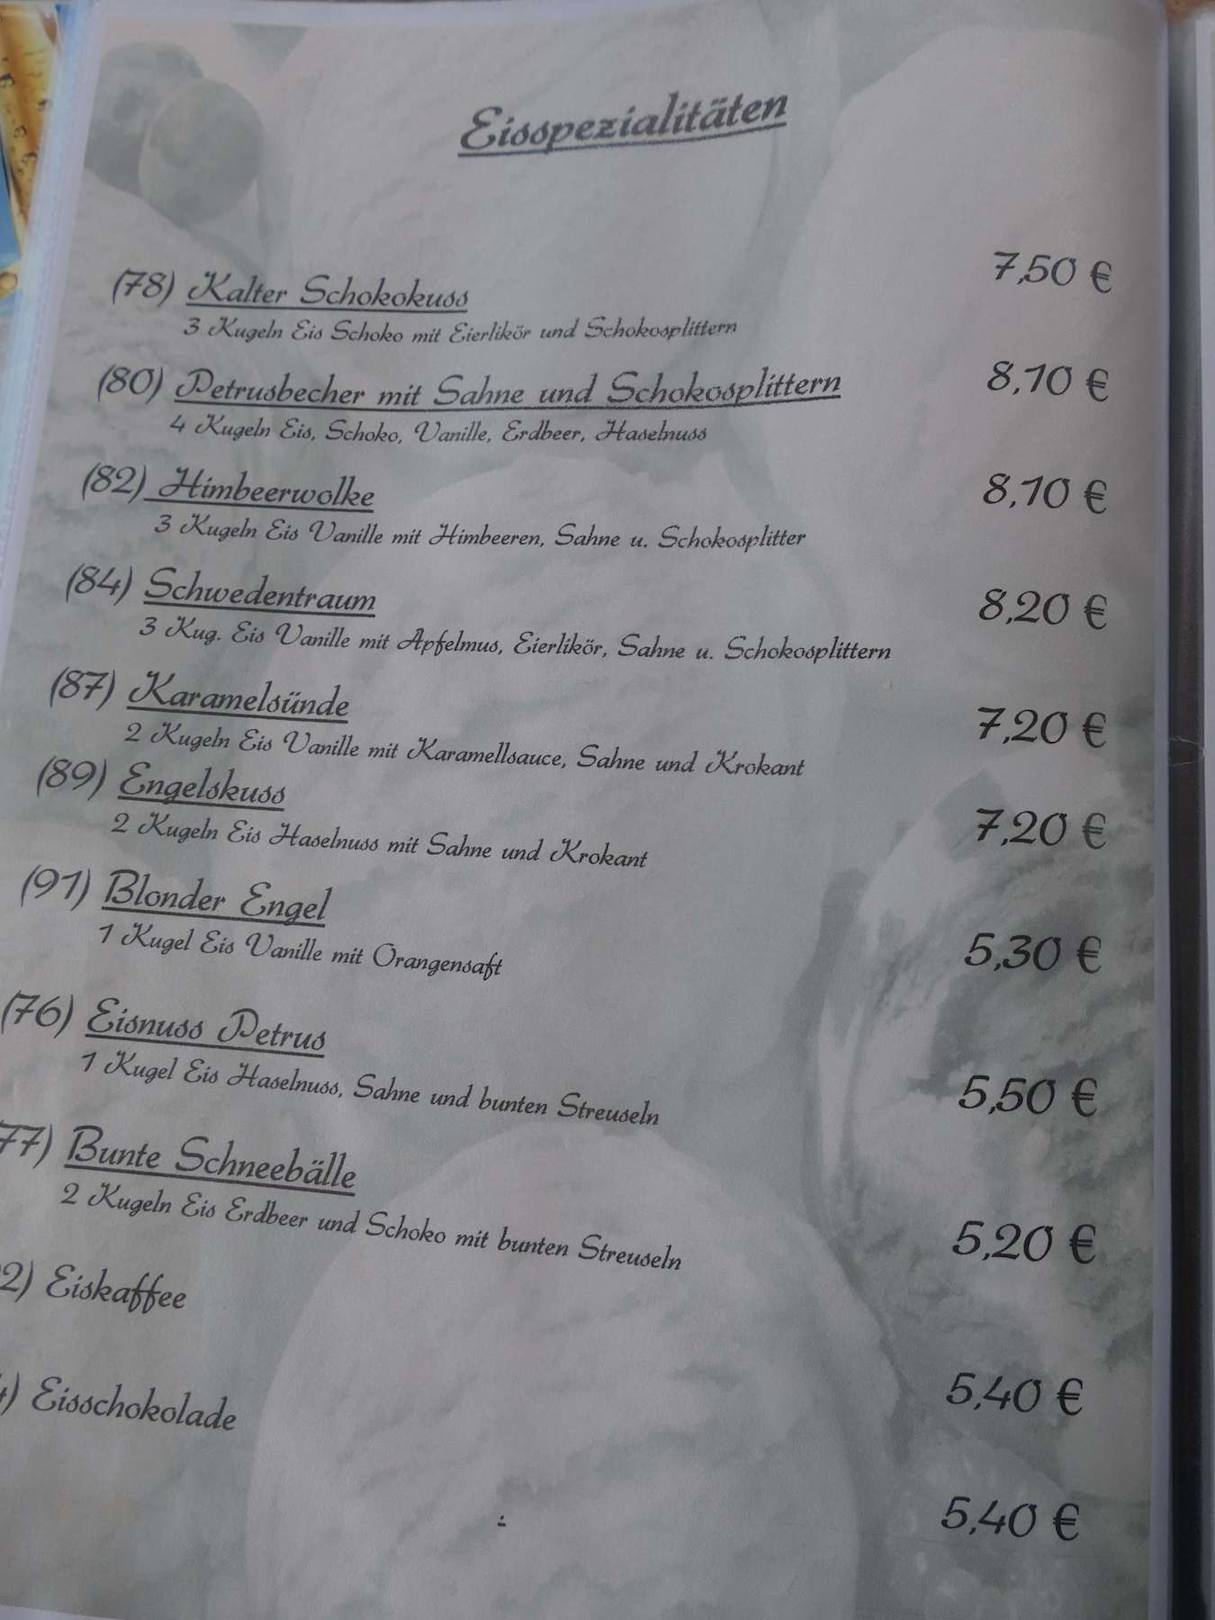 Eisspezialitäten
(78) Kalter Schokokuss 7,50 €
3 Kugeln Eis Schoko mit Eierlikör und Schokosplittern
(80) Petrusbecher mit Sahne und Schokosplittern 8,10 €
4 Kugeln Eis, Schoko, Vanille, Erdbeer, Haselnuss
(82) Himbeerwolke 8,10 €
3 Kugeln Eis Vanille mit Himbeeren, Sahne u. Schokosplitter
(84) Schwedentraum 8,20 €
3 Kug. Eis Vanille mit Apfelmus, Eierlikör, Sahne u. Schokosplittern
(87) Karamelsünde 7,20 €
2 Kugeln Eis Vanille mit Karamellsauce, Sahne und Krokant
(89) Engelskuss 7,20 €
2 Kugeln Eis Haselnuss mit Sahne und Krokant
(91) Blonder Engel 5,30 €
1 Kugel Eis Vanille mit Orangensaft
(76) Eisnuss Petrus 5,50 €
1 Kugel Eis Haselnuss, Sahne und bunten Streuseln
77) Bunte Schneebälle 5,20 €
2 Kugeln Eis Erdbeer und Schoko mit bunten Streuseln
2) Eiskaffee 5,40 €
4) Eisschokolade 5,40 €